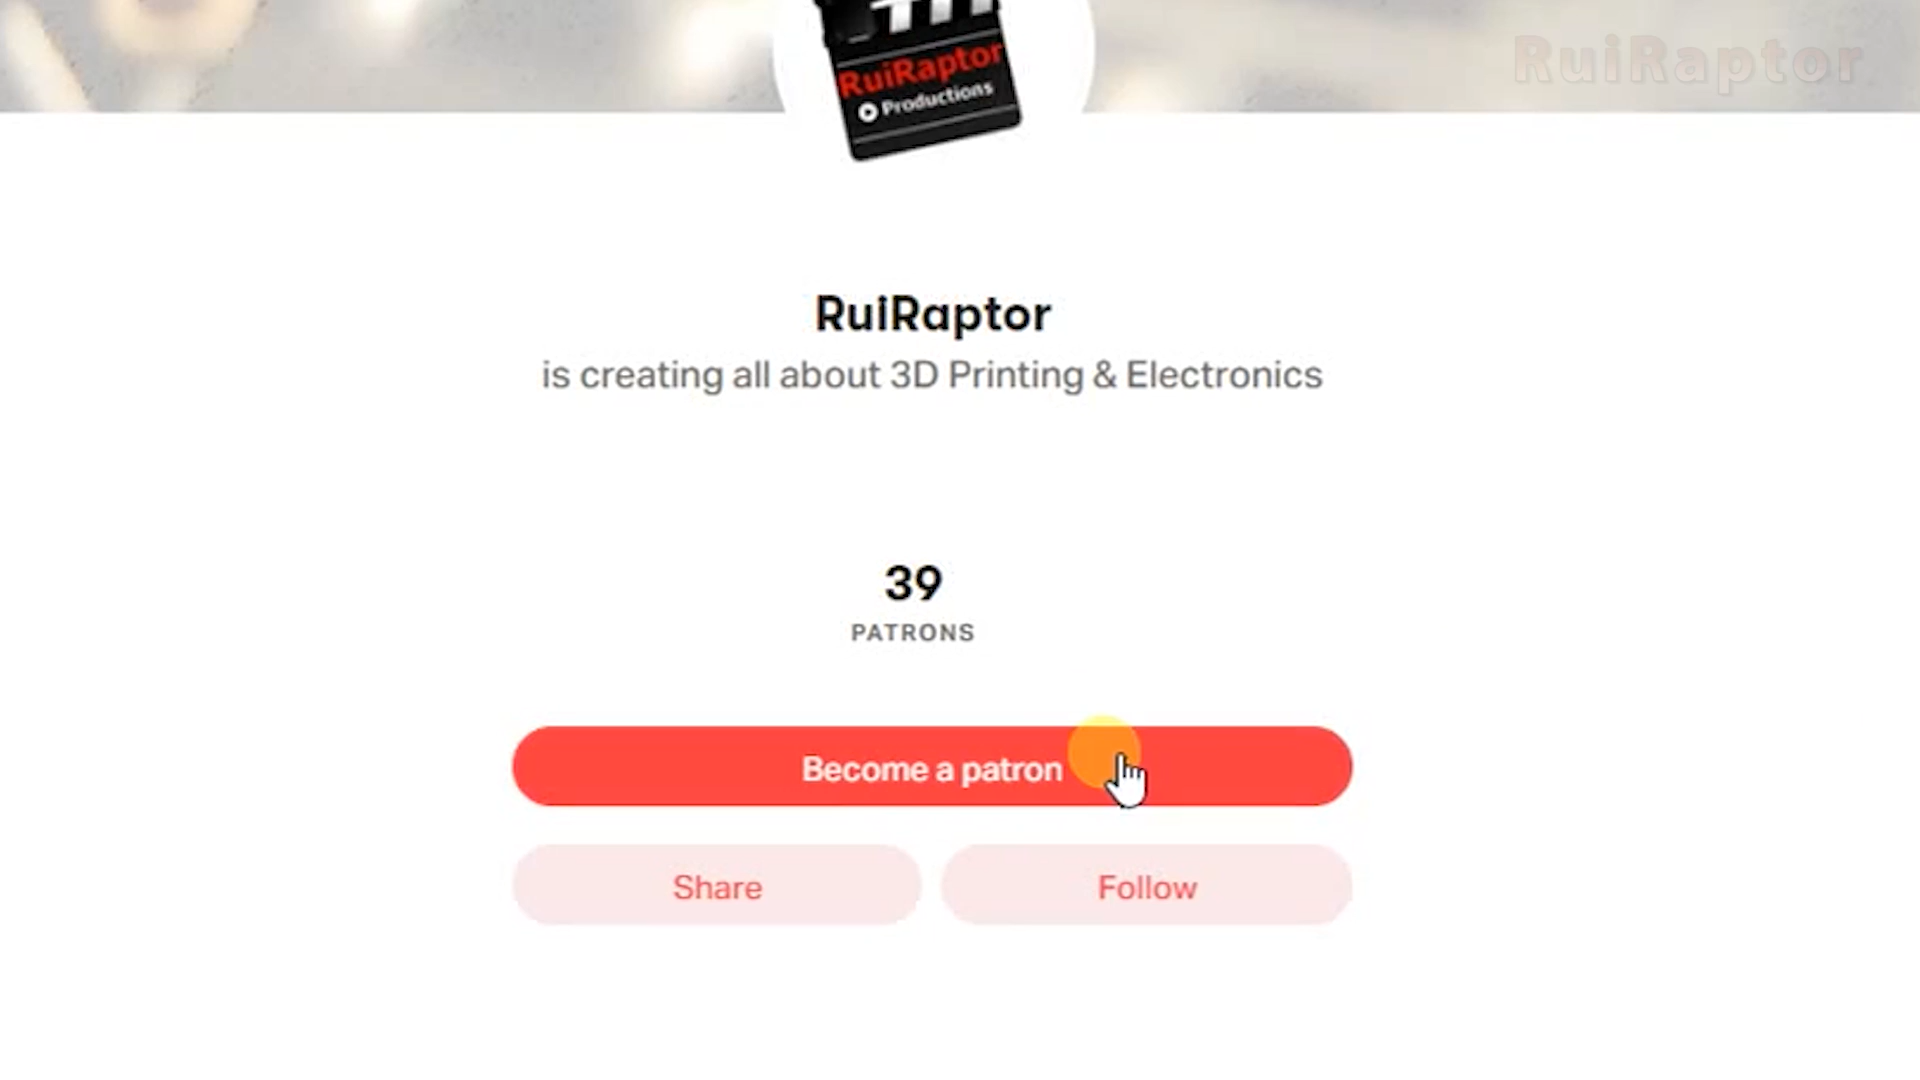 RuiRaptor
RuiRaptor
Productions
RuiRaptor
is creating all about 3D Printing & Electronics
39
PATRONS
Become a patron
Share
Follow